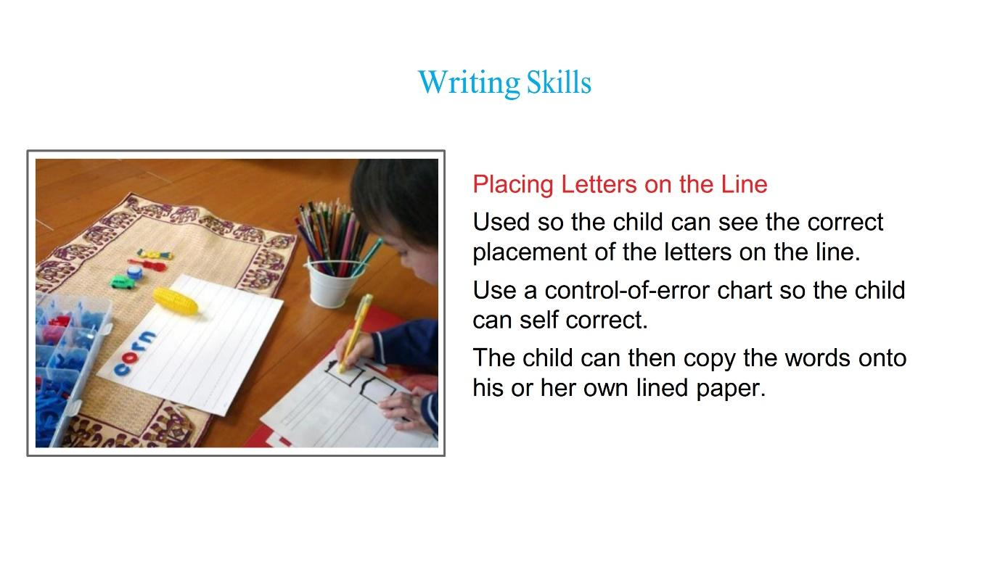 Writing Skills
Placing Letters on the Line
Used so the child can see the correct
placement of the letters on the line.
Use a control-of-error chart so the child
can self correct.
The child can then copy the words onto
his or her own lined paper.
corn